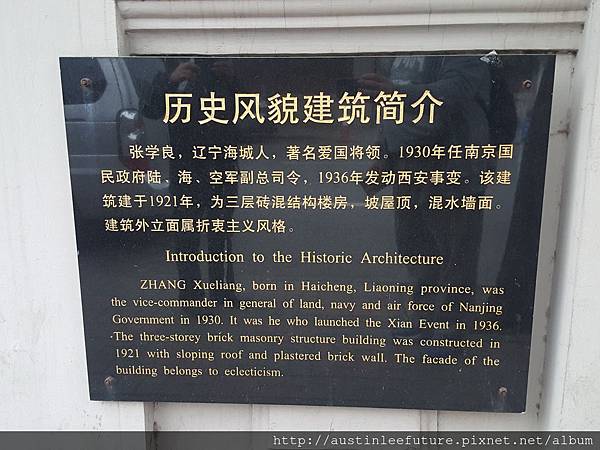 历史风貌建筑简介
张学良，辽宁海城人，著名爱国将领。1930年任南京国
民政府陆、海、空军副总司令，1936年发动西安事变。该建
筑建于1921年，为三层砖混结构楼房，坡屋顶，混水墙面。
建筑外立面属折衷主义风格。
Introduction to the Historic Architecture
ZHANG Xueliang, born in Haicheng, Liaoning province, was
the vice-commander in general of land, navy and air force of Nanjing
Government in 1930. It was he who launched the Xian Event in 1936.
The three-storey brick masonry structure building was constructed in
1921 with sloping roof and plastered brick wall. The facade of the
building belongs to eclecticism.
http://austinleefuture.pixnet.net/album